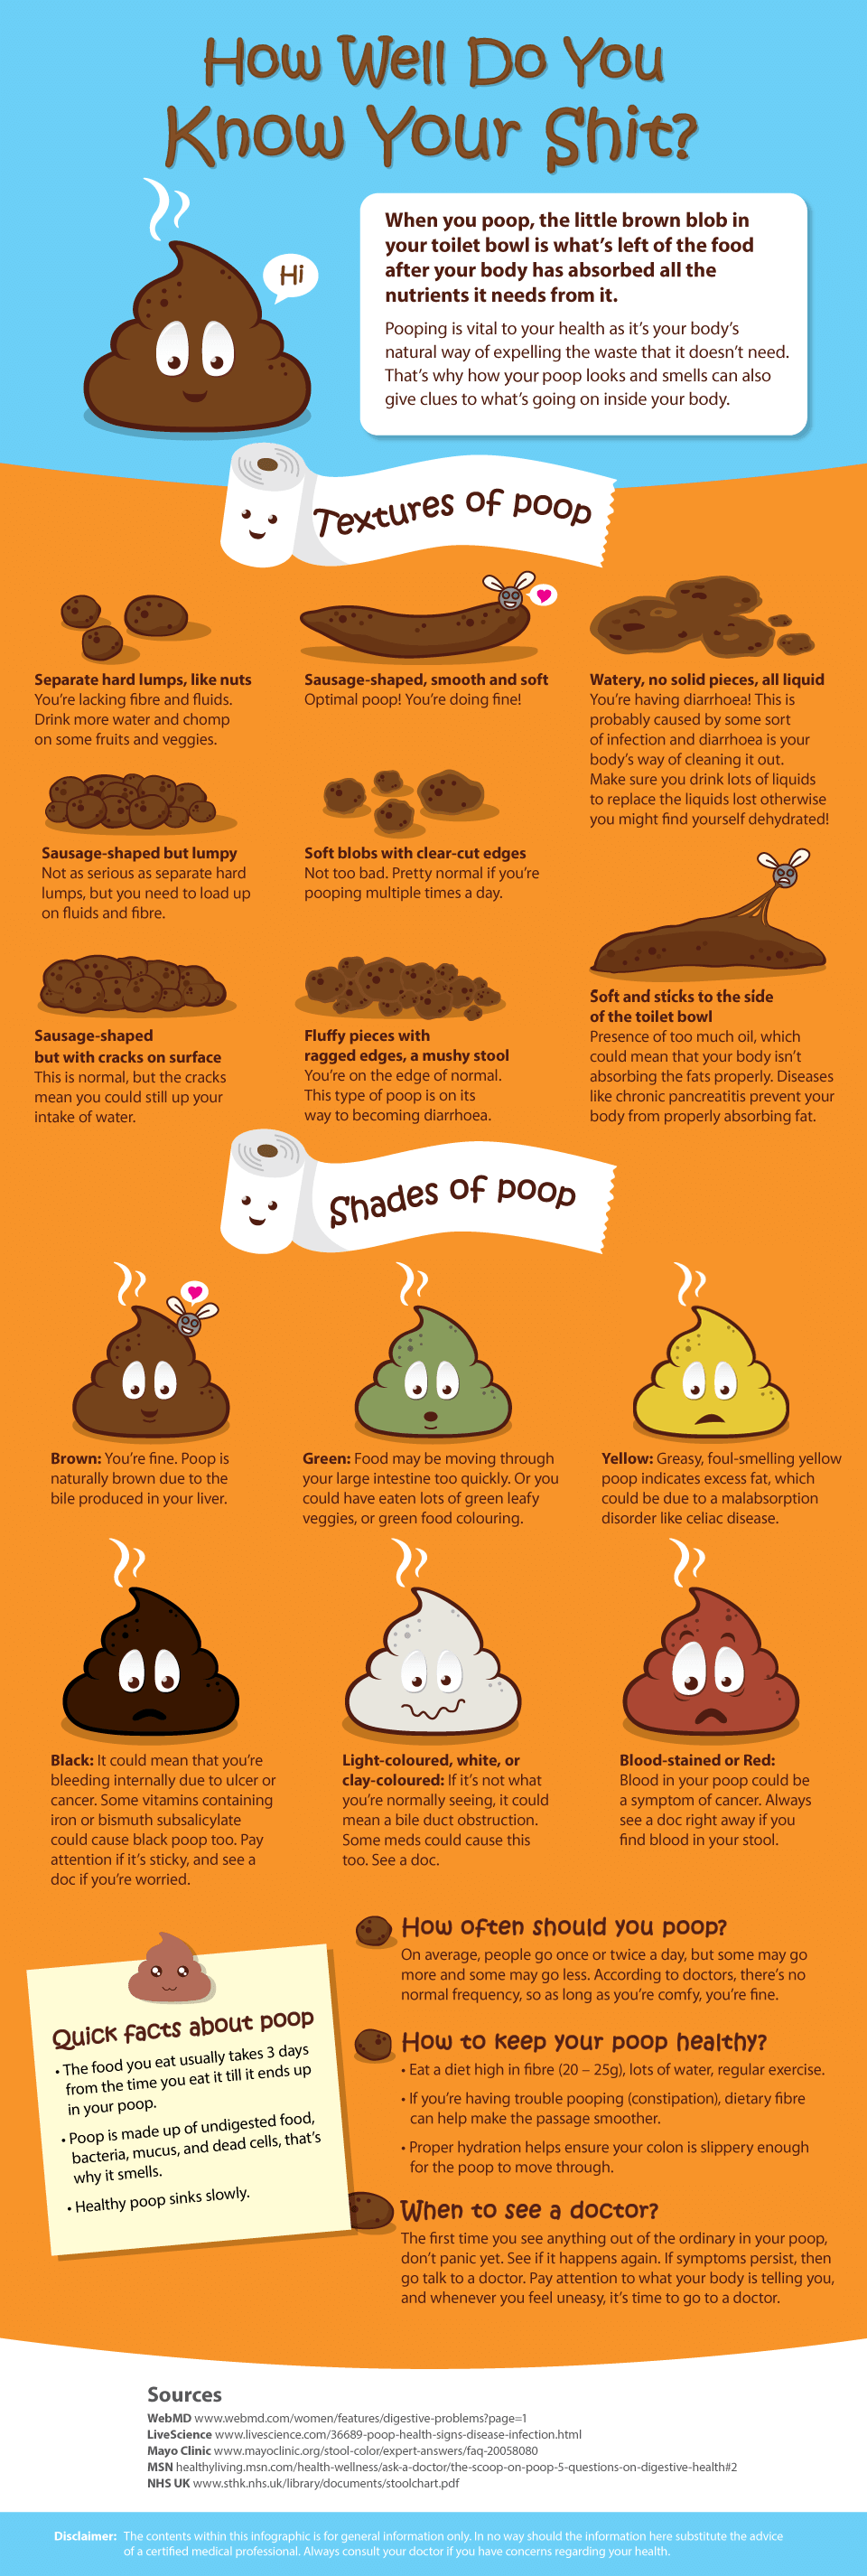 How Well Do You
Know Your Shit?
Hi
When you poop, the little brown blob in
your toilet bowl is what's left of the food
after your body has absorbed all the
nutrients it needs from it.
Pooping is vital to your health as it's your body's
natural way of expelling the waste that it doesn't need.
That's why how your poop looks and smells can also
give clues to what's going on inside your body.
Textures of poop
Separate hard lumps, like nuts
You're lacking fibre and fluids.
Drink more water and chomp
on some fruits and veggies.
Sausage-shaped, smooth and soft
Optimal poop! You're doing fine!
Watery, no solid pieces, all liquid
You're having diarrhoea! This is
probably caused by some sort
of infection and diarrhoea is your
body's way of cleaning it out.
Make sure you drink lots of liquids
to replace the liquids lost otherwise
you might find yourself dehydrated!
Sausage-shaped but lumpy
Not as serious as separate hard
lumps, but you need to load up
on fluids and fibre.
Soft blobs with clear-cut edges
Not too bad. Pretty normal if you're
pooping multiple times a day.
Soft and sticks to the side
of the toilet bowl
Presence of too much oil, which
could mean that your body isn't
absorbing the fats properly. Diseases
like chronic pancreatitis prevent your
body from properly absorbing fat.
Sausage-shaped
but with cracks on surface
This is normal, but the cracks
mean you could still up your
intake of water.
Fluffy pieces with
ragged edges, a mushy stool
You're on the edge of normal.
This type of poop is on its
way to becoming diarrhoea.
Shades of poop
Brown: You're fine. Poop is
naturally brown due to the
bile produced in your liver.
Green: Food may be moving through
your large intestine too quickly. Or you
could have eaten lots of green leafy
veggies, or green food colouring.
Yellow: Greasy, foul-smelling yellow
poop indicates excess fat, which
could be due to a malabsorption
disorder like celiac disease.
Black: It could mean that you're
bleeding internally due to ulcer or
cancer. Some vitamins containing
iron or bismuth subsalicylate
could cause black poop too. Pay
attention if it's sticky, and see a
doc if you're worried.
Light-coloured, white, or
clay-coloured: If it's not what
you're normally seeing, it could
mean a bile duct obstruction.
Some meds could cause this
too. See a doc.
Blood-stained or Red:
Blood in your poop could be
a symptom of cancer. Always
see a doc right away if you
find blood in your stool.
Quick facts about poop
• The food you eat usually takes 3 days
from the time you eat it till it ends up
in your poop.
• Poop is made up of undigested food,
bacteria, mucus, and dead cells, that's
why it smells.
• Healthy poop sinks slowly.
How often should you poop?
On average, people go once or twice a day, but some may go
more and some may go less. According to doctors, there's no
normal frequency, so as long as you're comfy, you're fine.
How to keep your poop healthy?
• Eat a diet high in fibre (20 – 25g), lots of water, regular exercise.
• If you're having trouble pooping (constipation), dietary fibre
can help make the passage smoother.
• Proper hydration helps ensure your colon is slippery enough
for the poop to move through.
When to see a doctor?
The first time you see anything out of the ordinary in your poop,
don't panic yet. See if it happens again. If symptoms persist, then
go talk to a doctor. Pay attention to what your body is telling you,
and whenever you feel uneasy, it's time to go to a doctor.
Sources
WebMD www.webmd.com/women/features/digestive-problems?page=1
LiveScience www.livescience.com/36689-poop-health-signs-disease-infection.html
Mayo Clinic www.mayoclinic.org/stool-color/expert-answers/faq-20058080
MSN healthyliving.msn.com/health-wellness/ask-a-doctor/the-scoop-on-poop-5-questions-on-digestive-health#2
NHS UK www.sthk.nhs.uk/library/documents/stoolchart.pdf
Disclaimer: The contents within this infographic is for general information only. In no way should the information here substitute the advice
of a certified medical professional. Always consult your doctor if you have concerns regarding your health.